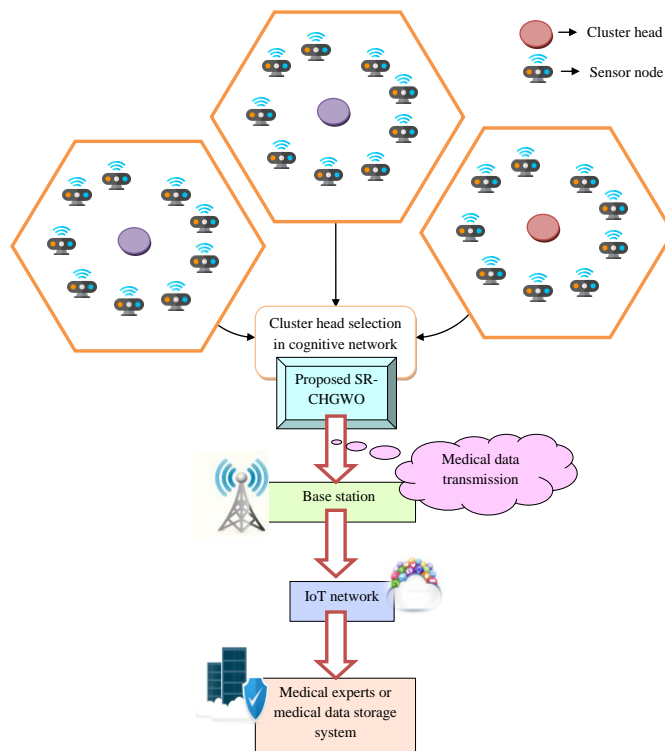 Cluster head
Sensor node
Cluster head selection
in cognitive network
Proposed SR-
CHGWO
Medical data
transmission
Base station
IoT network
Medical experts or
medical data storage
system